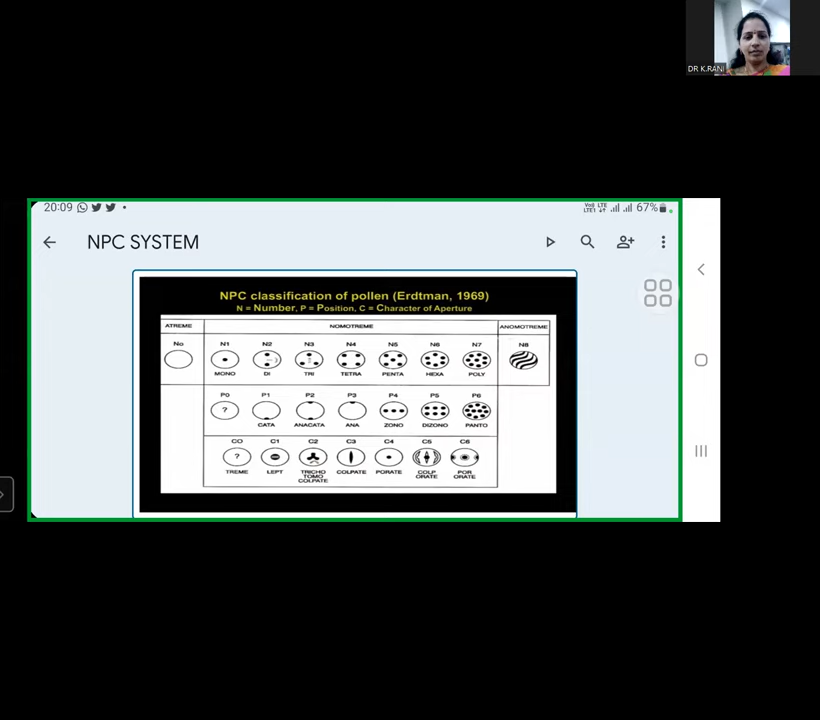 DR K.RANI
20:09
67%
NPC SYSTEM
NPC classification of pollen (Erdtman, 1969)
N = Number, P = Position, C = Character of Aperture
ATREME NOMOTREME ANOMOTREME
No N1 N2 N3 N4 N5 N6 N7 N8
MONO DI TRI TETRA PENTA HEXA POLY
P0 P1 P2 P3 P4 P5 P6
?
CATA ANACATA ANA ZONO DIZONO PANTO
CO C1 C2 C3 C4 C5 C6
?
TREME LEPT TRICHO TOMO COLPATE COLPATE PORATE COLP ORATE POR ORATE